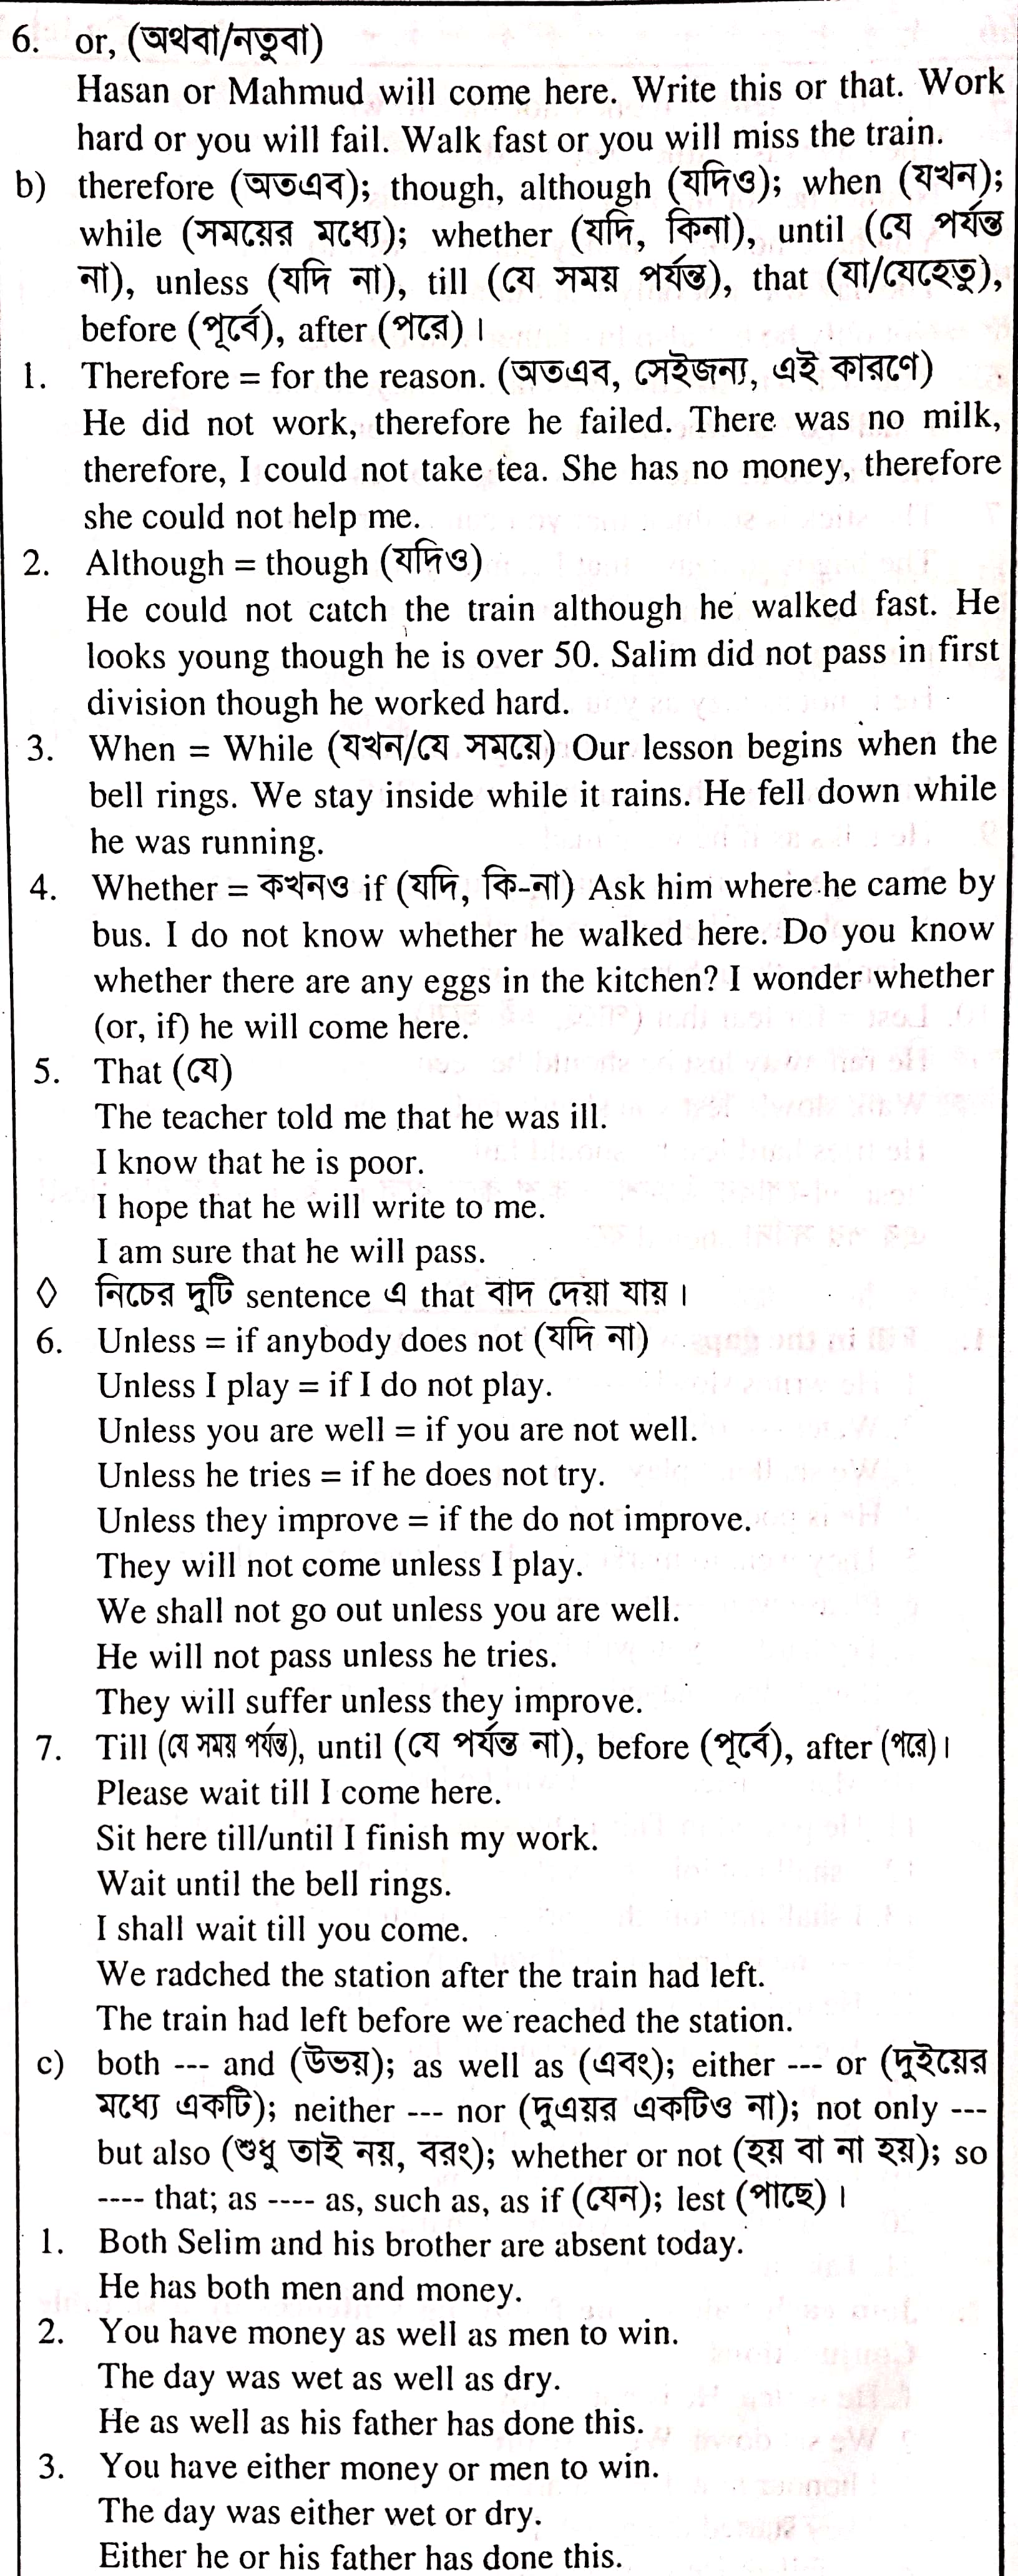 6. or, (অথবা/নতুবা)
Hasan or Mahmud will come here. Write this or that. Work
hard or you will fail. Walk fast or you will miss the train.
b) therefore (অতএব); though, although (যদিও); when (যখন);
while (সময়ের মধ্যে); whether (যদি, কিনা), until (যে পর্যন্ত
না), unless (যদি না), till (যে সময় পর্যন্ত), that (যা/যেহেতু),
before (পূর্বে), after (পরে)।
1. Therefore = for the reason. (অতএব, সেইজন্য, এই কারণে)
He did not work, therefore he failed. There was no milk,
therefore, I could not take tea. She has no money, therefore
she could not help me.
2. Although = though (যদিও)
He could not catch the train although he walked fast. He
looks young though he is over 50. Salim did not pass in first
division though he worked hard.
3. When = While (যখন/যে সময়ে) Our lesson begins when the
bell rings. We stay inside while it rains. He fell down while
he was running.
4. Whether = কখনও if (যদি, কি-না) Ask him where he came by
bus. I do not know whether he walked here. Do you know
whether there are any eggs in the kitchen? I wonder whether
(or, if) he will come here.
5. That (যে)
The teacher told me that he was ill.
I know that he is poor.
I hope that he will write to me.
I am sure that he will pass.
◊ নিচের দুটি sentence এ that বাদ দেয়া যায়।
6. Unless = if anybody does not (যদি না)
Unless I play = if I do not play.
Unless you are well = if you are not well.
Unless he tries = if he does not try.
Unless they improve = if the do not improve.
They will not come unless I play.
We shall not go out unless you are well.
He will not pass unless he tries.
They will suffer unless they improve.
7. Till (যে সময় পর্যন্ত), until (যে পর্যন্ত না), before (পূর্বে), after (পরে)।
Please wait till I come here.
Sit here till/until I finish my work.
Wait until the bell rings.
I shall wait till you come.
We radched the station after the train had left.
The train had left before we reached the station.
c) both --- and (উভয়); as well as (এবং); either --- or (দুইয়ের
মধ্যে একটি); neither --- nor (দুএয়র একটিও না); not only ---
but also (শুধু তাই নয়, বরং); whether or not (হয় বা না হয়); so
---- that; as ---- as, such as, as if (যেন); lest (পাছে)।
1. Both Selim and his brother are absent today.
He has both men and money.
2. You have money as well as men to win.
The day was wet as well as dry.
He as well as his father has done this.
3. You have either money or men to win.
The day was either wet or dry.
Either he or his father has done this.